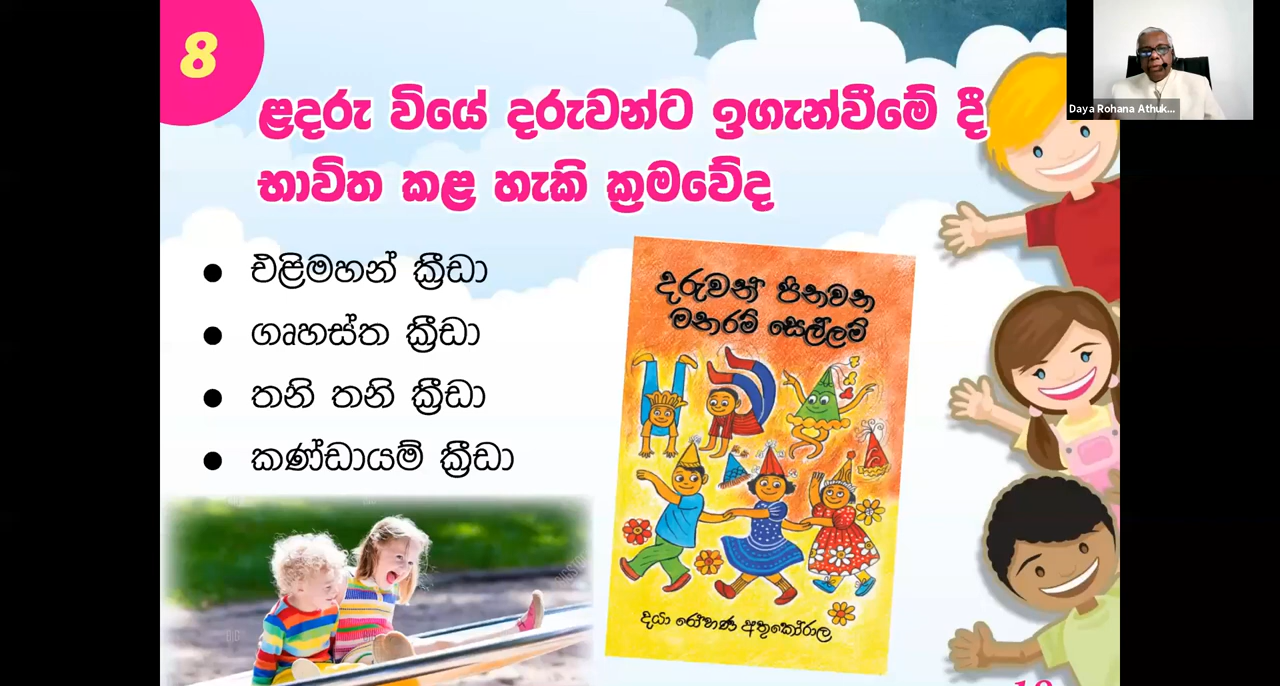 8
Daya Rohana Athuk...
ළදරු වියේ දරුවන්ට ඉගැන්වීමේ දී
භාවිත කළ හැකි ක්‍රමවේද
● එළිමහන් ක්‍රීඩා
● ගෘහස්ත ක්‍රීඩා
● තනි තනි ක්‍රීඩා
● කණ්ඩායම් ක්‍රීඩා
දරුවන් පිනවන
මනරම් සෙල්ලම්
දයා රෝහණ අතුකෝරාල